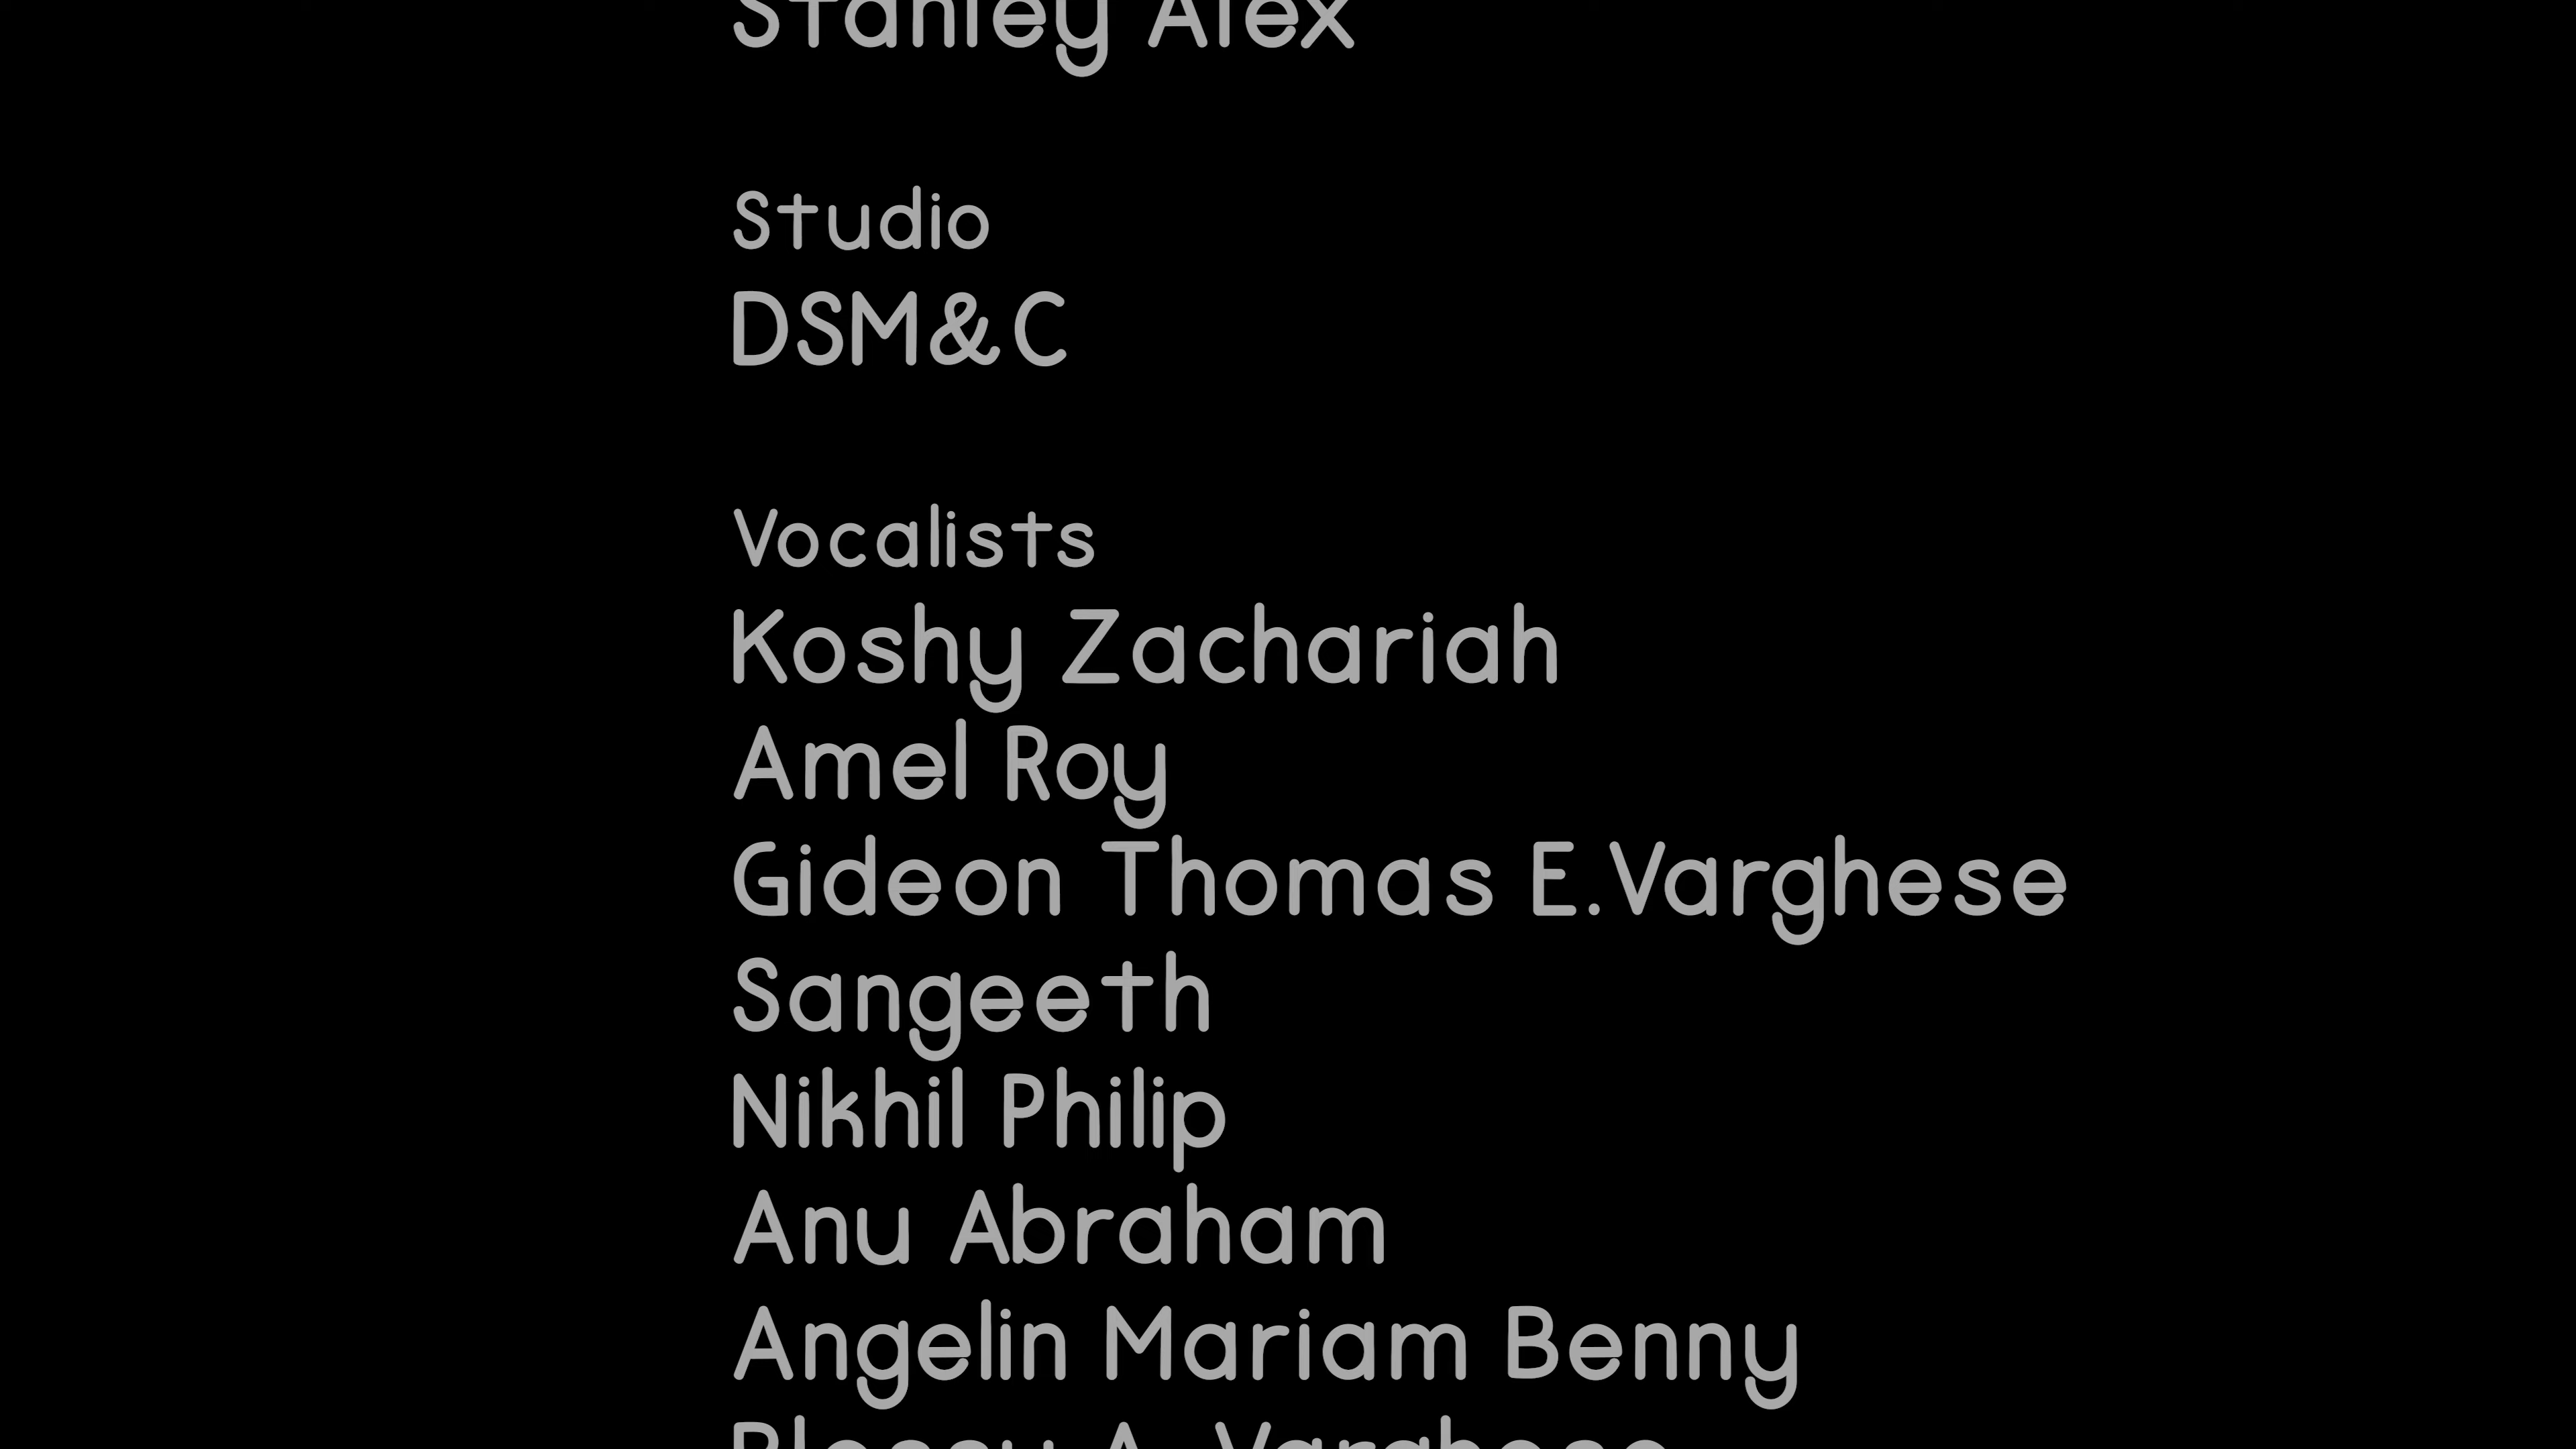 Stanley Alex
Studio
DSM&C
Vocalists
Koshy Zachariah
Amel Roy
Gideon Thomas E.Varghese
Sangeeth
Nikhil Philip
Anu Abraham
Angelin Mariam Benny
A. Varghese